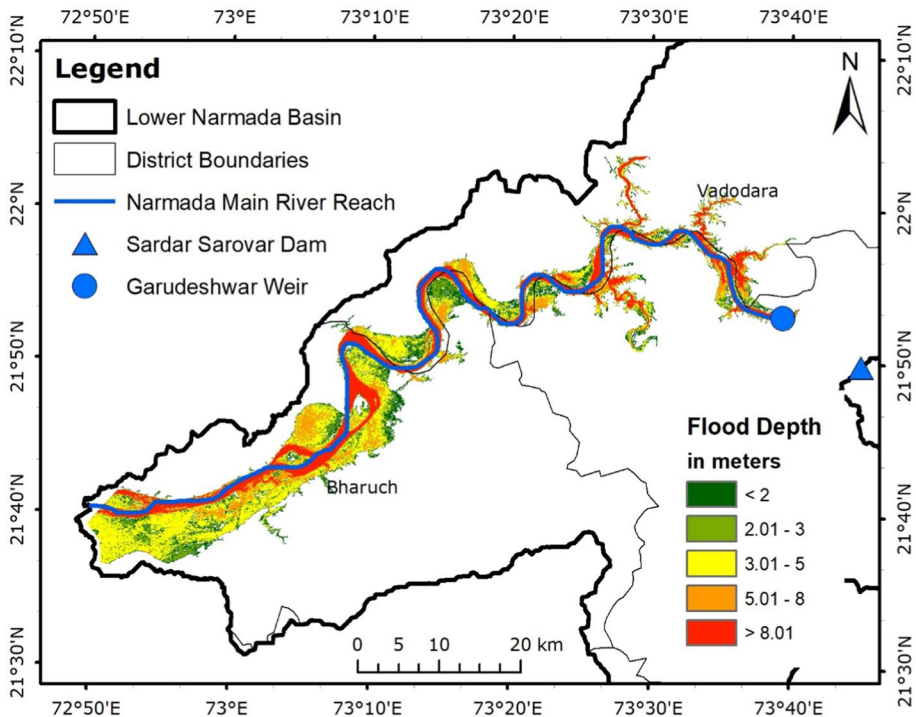 72°50'E 73°E 73°10'E 73°20'E 73°30'E 73°40'E
22°10'N
22°N
21°50'N
21°40'N
21°30'N
Legend
Lower Narmada Basin
District Boundaries
Narmada Main River Reach
Sardar Sarovar Dam
Garudeshwar Weir
N
Vadodara
Bharuch
Flood Depth
in meters
< 2
2.01 - 3
3.01 - 5
5.01 - 8
> 8.01
0 5 10 20 km
22°10'N
22°N
21°50'N
21°40'N
21°30'N
72°50'E 73°E 73°10'E 73°20'E 73°30'E 73°40'E